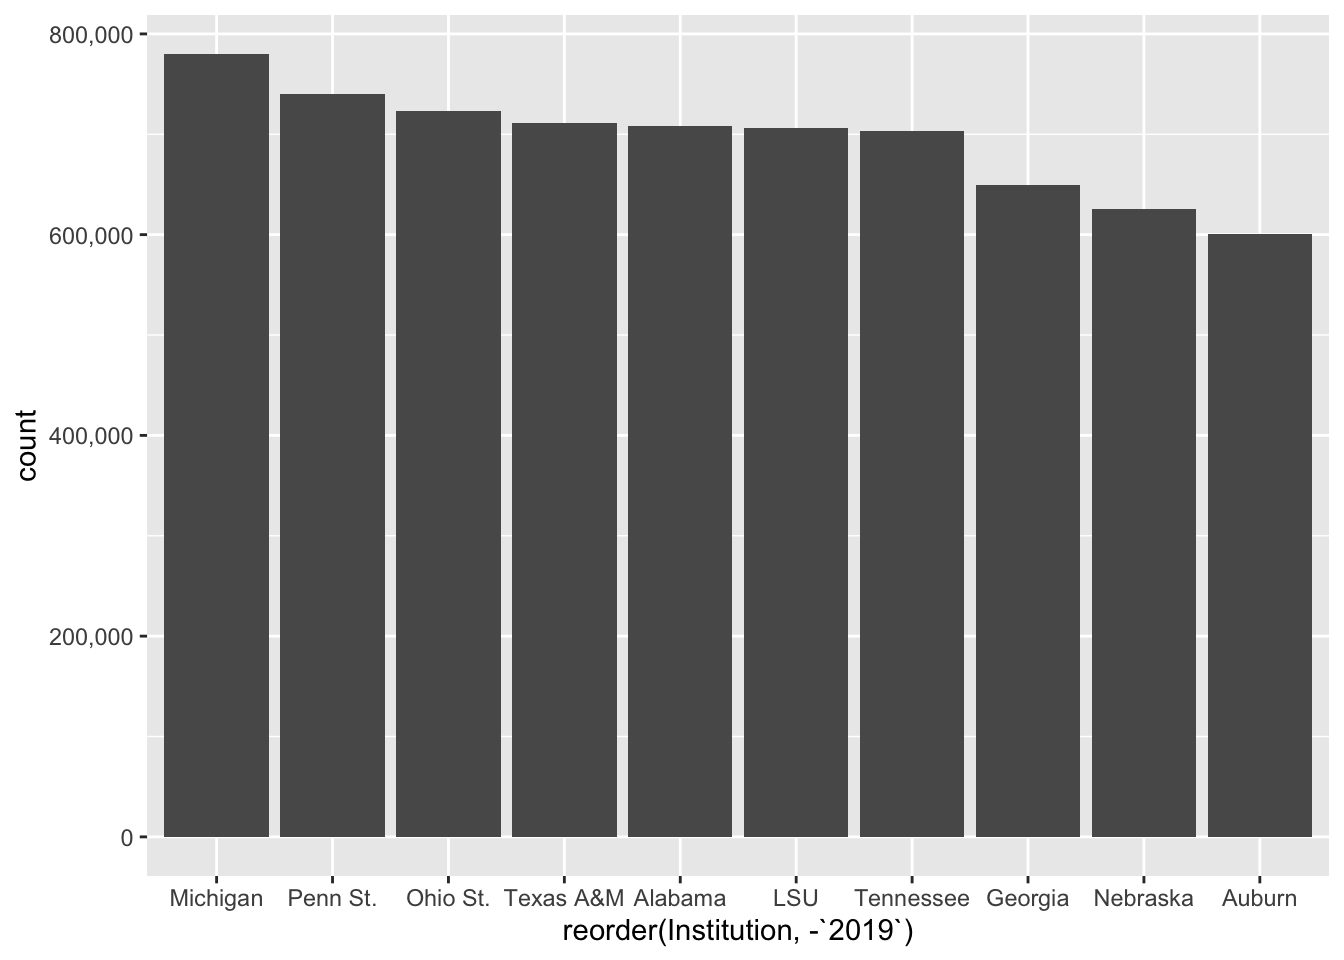 800,000
600,000
400,000
200,000
0
count
Michigan Penn St. Ohio St. Texas A&M Alabama LSU Tennessee Georgia Nebraska Auburn
reorder(Institution, -`2019`)